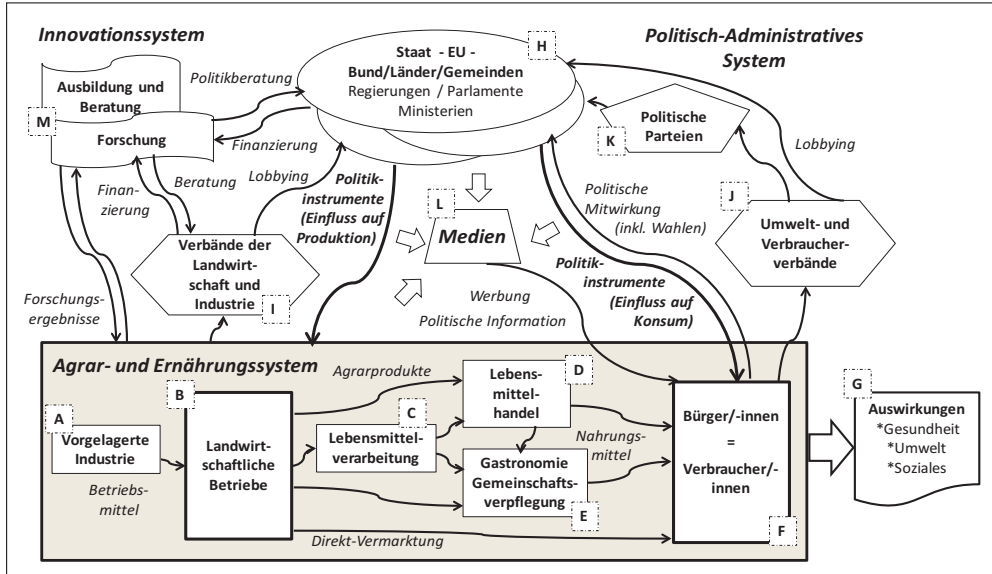 Innovationssystem
Politisch-Administratives
System
Staat - EU -
Bund/Länder/Gemeinden
Regierungen / Parlamente
Ministerien
H
Ausbildung und
Beratung
Forschung
M
Politikberatung
Finanzierung
Politische
Parteien
K
Lobbying
J
Umwelt- und
Verbraucher-
verbände
Finan-
zierung
Beratung
Lobbying
Politik-
instrumente
(Einfluss auf
Produktion)
L
Medien
Politische
Mitwirkung
(inkl. Wahlen)
Verbände der
Landwirt-
schaft und
Industrie
I
Forschungs-
ergebnisse
Werbung
Politische Information
Politik-
instrumente
(Einfluss auf
Konsum)
Agrar- und Ernährungssystem
A
Vorgelagerte
Industrie
Betriebs-
mittel
B
Landwirt-
schaftliche
Betriebe
Agrarprodukte
C
Lebensmittel-
verarbeitung
D
Lebens-
mittel-
handel
Nahrungs-
mittel
Gastronomie
Gemeinschafts-
verpflegung
E
Direkt-Vermarktung
Bürger/-innen
=
Verbraucher/-
innen
F
G
Auswirkungen
*Gesundheit
*Umwelt
*Soziales